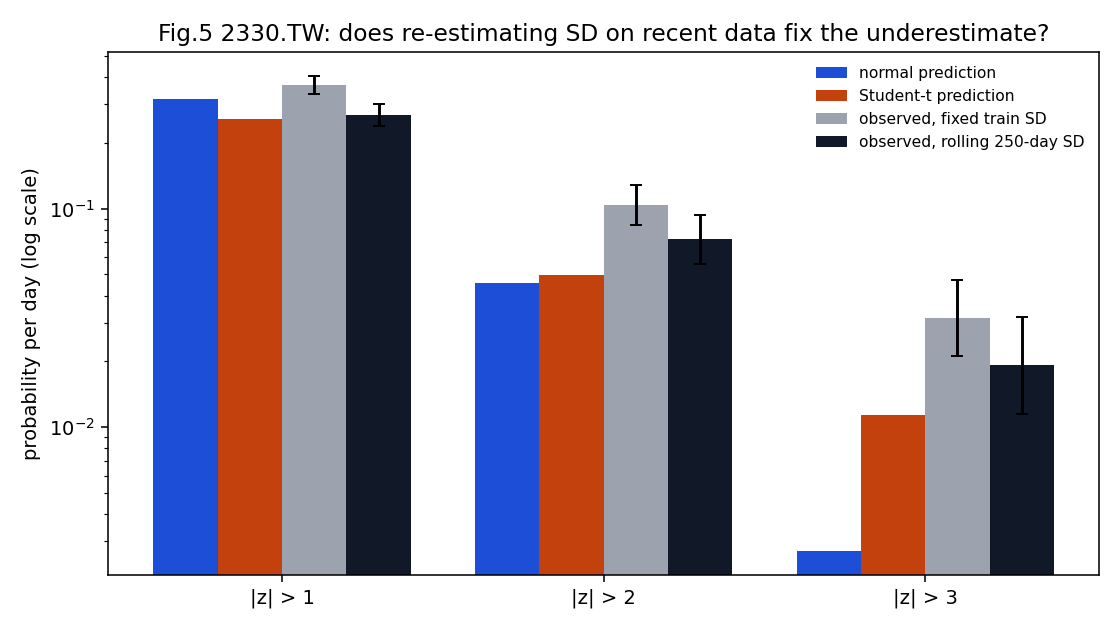 Fig.5 2330.TW: does re-estimating SD on recent data fix the underestimate?
normal prediction
Student-t prediction
observed, fixed train SD
observed, rolling 250-day SD
probability per day (log scale)
10⁻¹
10⁻²
|z| > 1
|z| > 2
|z| > 3